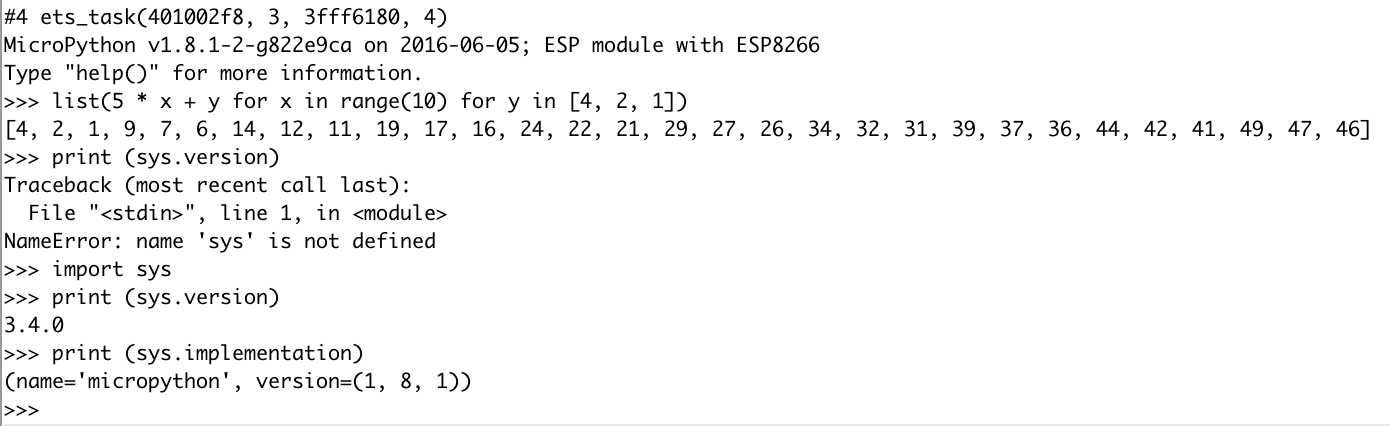 #4 ets_task(401002f8, 3, 3fff6180, 4)
MicroPython v1.8.1-2-g822e9ca on 2016-06-05; ESP module with ESP8266
Type "help()" for more information.
>>> list(5 * x + y for x in range(10) for y in [4, 2, 1])
[4, 2, 1, 9, 7, 6, 14, 12, 11, 19, 17, 16, 24, 22, 21, 29, 27, 26, 34, 32, 31, 39, 37, 36, 44, 42, 41, 49, 47, 46]
>>> print (sys.version)
Traceback (most recent call last):
  File "<stdin>", line 1, in <module>
NameError: name 'sys' is not defined
>>> import sys
>>> print (sys.version)
3.4.0
>>> print (sys.implementation)
(name='micropython', version=(1, 8, 1))
>>>